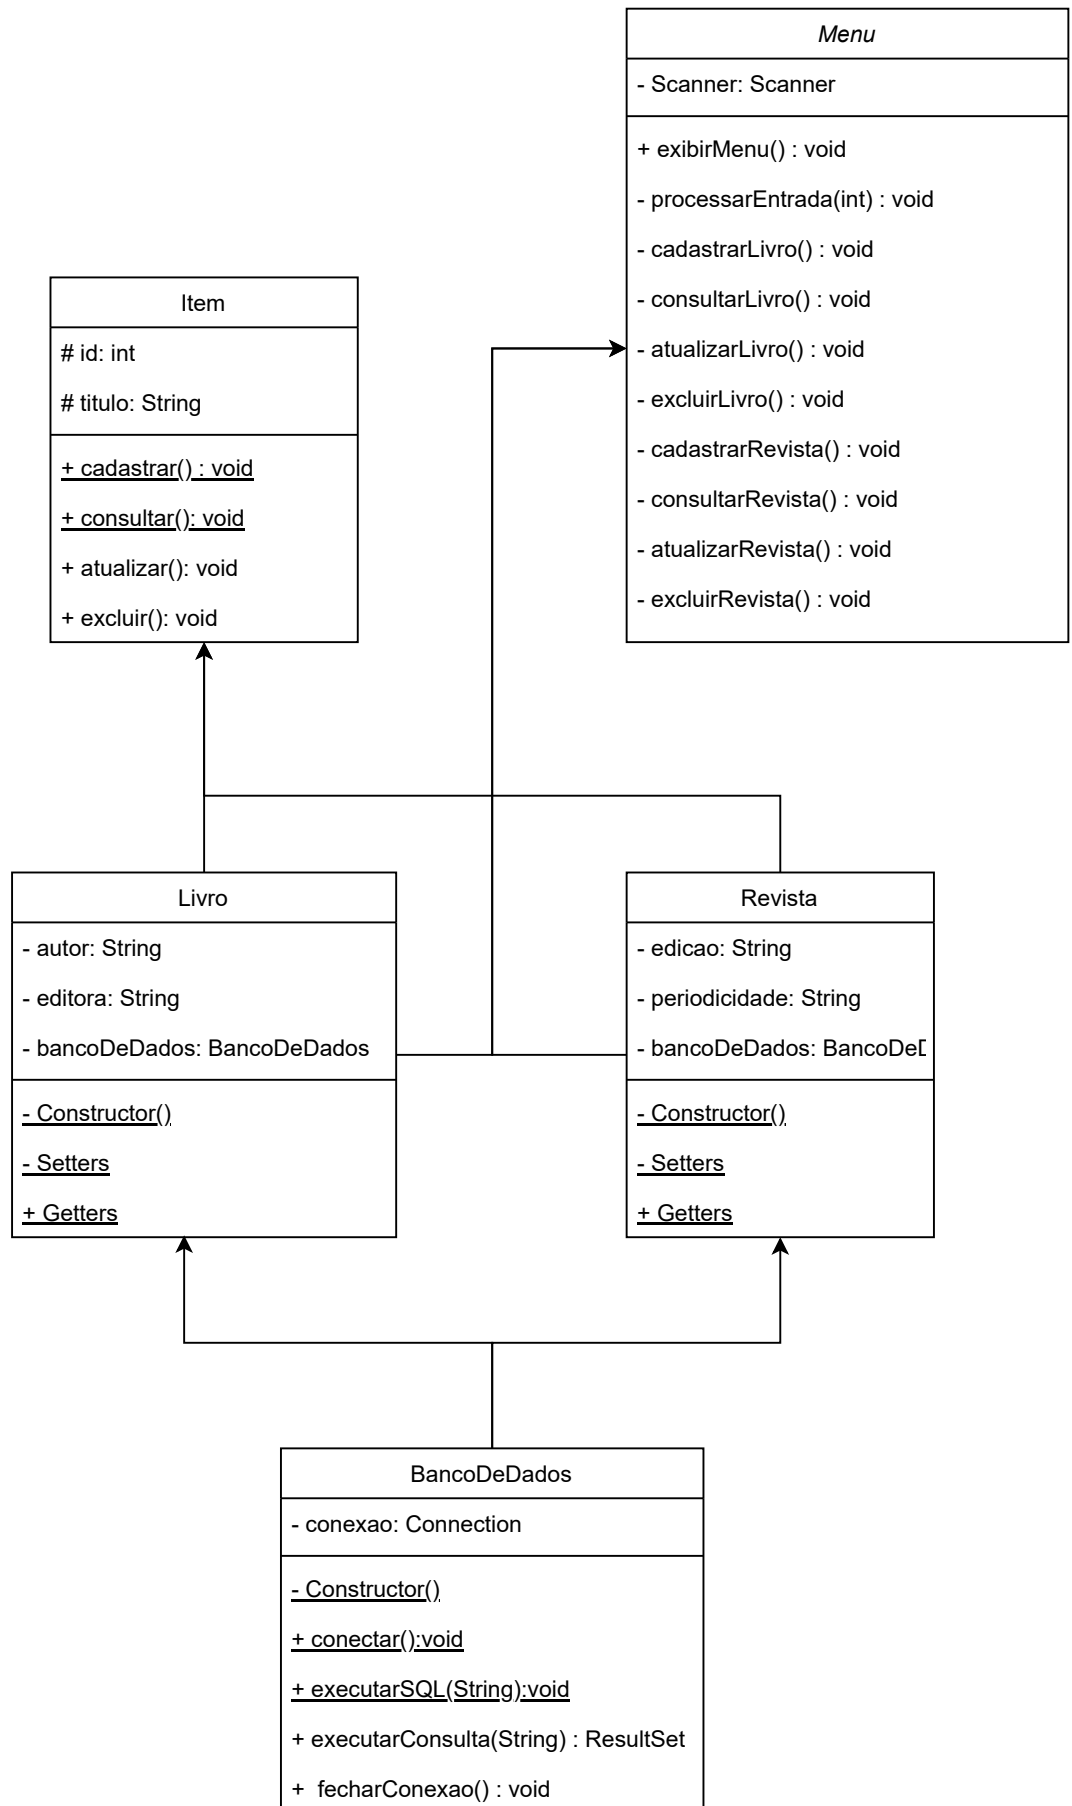 Menu
- Scanner: Scanner
+ exibirMenu() : void
- processarEntrada(int) : void
- cadastrarLivro() : void
- consultarLivro() : void
- atualizarLivro() : void
- excluirLivro() : void
- cadastrarRevista() : void
- consultarRevista() : void
- atualizarRevista() : void
- excluirRevista() : void
Item
# id: int
# titulo: String
+ cadastrar() : void
+ consultar(): void
+ atualizar(): void
+ excluir(): void
Livro
- autor: String
- editora: String
- bancoDeDados: BancoDeDados
- Constructor()
- Setters
+ Getters
Revista
- edicao: String
- periodicidade: String
- bancoDeDados: BancoDe
- Constructor()
- Setters
+ Getters
BancoDeDados
- conexao: Connection
- Constructor()
+ conectar():void
+ executarSQL(String):void
+ executarConsulta(String) : ResultSet
+  fecharConexao() : void